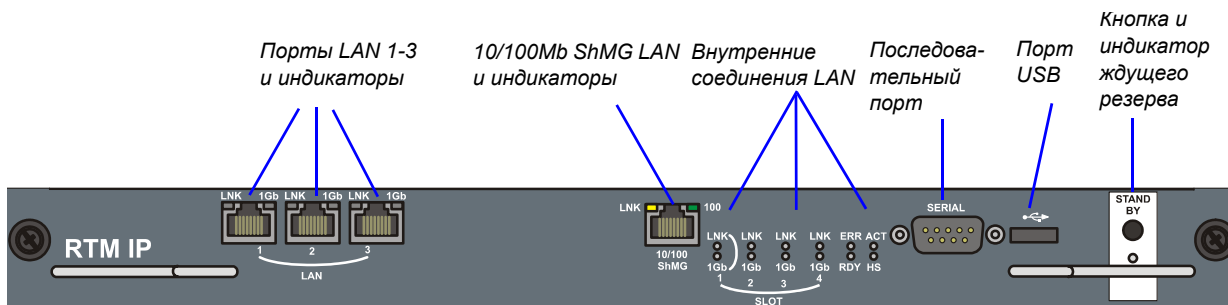 Порты LAN 1-3
и индикаторы
10/100Mb ShMG LAN
и индикаторы
Внутренние
соединения LAN
Последова-
тельный
порт
Порт
USB
Кнопка и
индикатор
ждущего
резерва
LNK 1Gb LNK 1Gb LNK 1Gb
1 2 3
LAN
RTM IP
LNK 100
10/100
ShMG
LNK LNK LNK LNK ERR ACT
1Gb 1Gb 1Gb 1Gb RDY HS
1 2 3 4
SLOT
SERIAL
STAND
BY